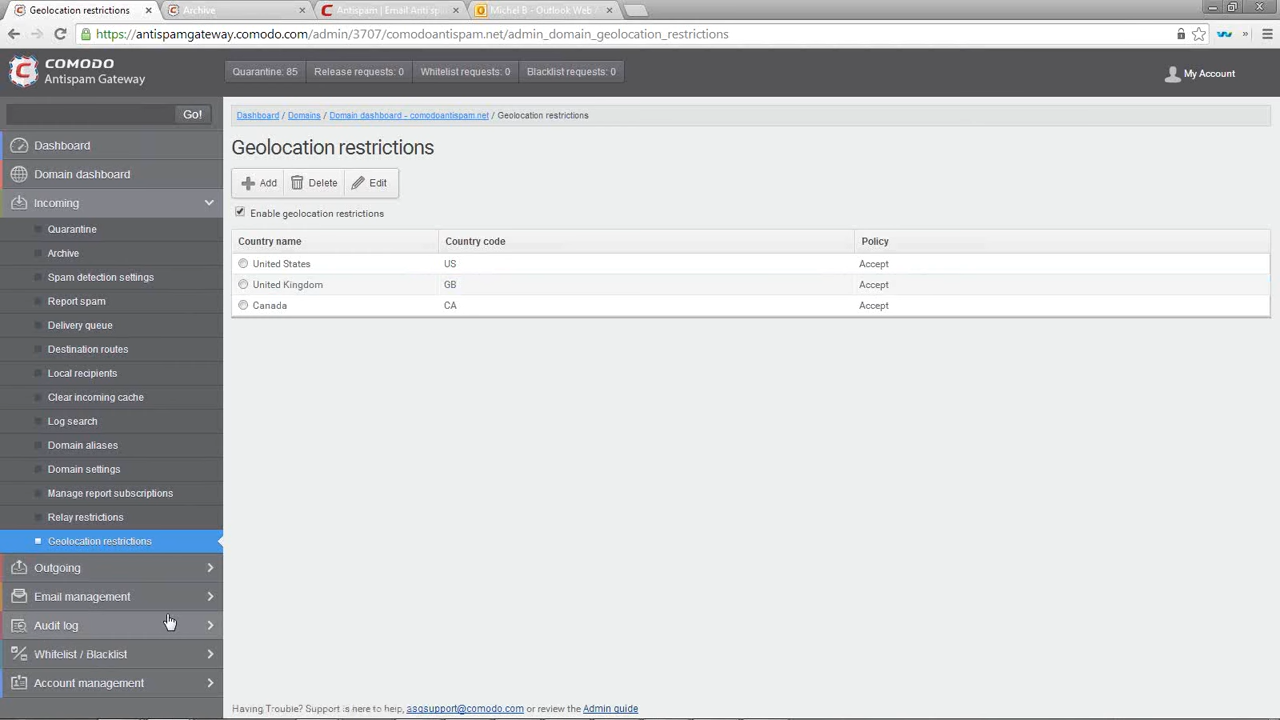 Geolocation restrictions
Archive
Antispam | Email Anti sp
Michel B - Outlook Web A
https://antispamgateway.comodo.com/admin/3707/comodoantispam.net/admin_domain_geolocation_restrictions
COMODO
Antispam Gateway
Quarantine: 85
Release requests: 0
Whitelist requests: 0
Blacklist requests: 0
My Account
Go!
Dashboard
Domain dashboard
Incoming
Quarantine
Archive
Spam detection settings
Report spam
Delivery queue
Destination routes
Local recipients
Clear incoming cache
Log search
Domain aliases
Domain settings
Manage report subscriptions
Relay restrictions
Geolocation restrictions
Outgoing
Email management
Audit log
Whitelist / Blacklist
Account management
Dashboard / Domains / Domain dashboard - comodoantispam.net / Geolocation restrictions
Geolocation restrictions
Add
Delete
Edit
Enable geolocation restrictions
Country name Country code Policy
United States US Accept
United Kingdom GB Accept
Canada CA Accept
Having Trouble? Support is here to help, asgsupport@comodo.com or review the Admin guide